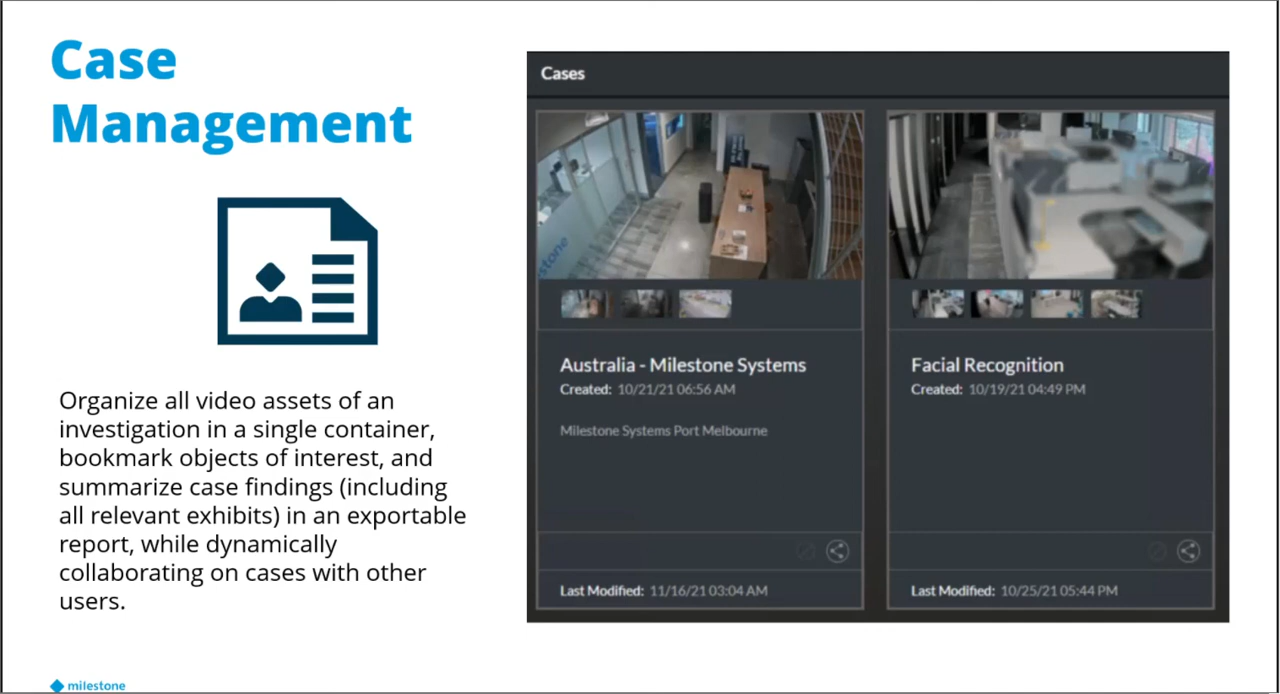 Case
Management
Organize all video assets of an
investigation in a single container,
bookmark objects of interest, and
summarize case findings (including
all relevant exhibits) in an exportable
report, while dynamically
collaborating on cases with other
users.
milestone
Cases
estone
Australia - Milestone Systems
Created: 10/21/21 06:56 AM
Milestone Systems Port Melbourne
Last Modified: 11/16/21 03:04 AM
Facial Recognition
Created: 10/19/21 04:49 PM
Last Modified: 10/25/21 05:44 PM